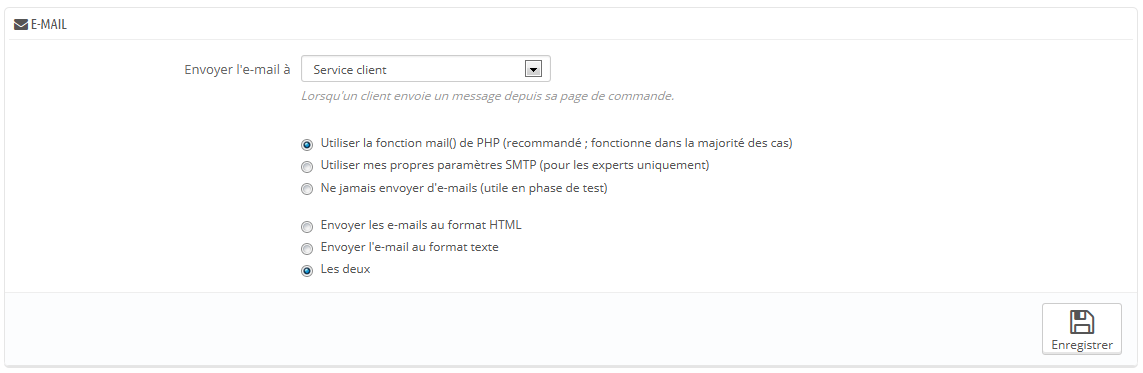 E-MAIL
Envoyer l'e-mail à Service client
Lorsqu'un client envoie un message depuis sa page de commande.
Utiliser la fonction mail() de PHP (recommandé ; fonctionne dans la majorité des cas)
Utiliser mes propres paramètres SMTP (pour les experts uniquement)
Ne jamais envoyer d'e-mails (utile en phase de test)
Envoyer les e-mails au format HTML
Envoyer l'e-mail au format texte
Les deux
Enregistrer